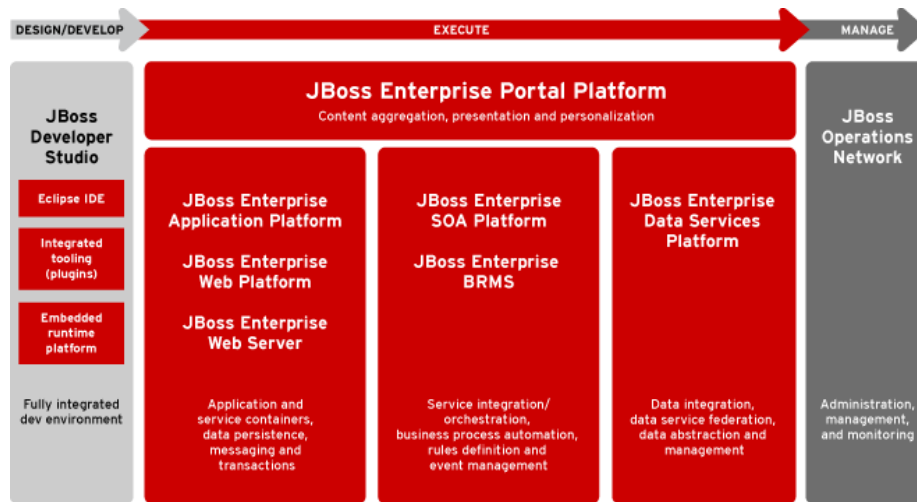 DESIGN/DEVELOP
EXECUTE
MANAGE
JBoss
Developer
Studio
Eclipse IDE
Integrated
tooling
(plugins)
Embedded
runtime
platform
Fully integrated
dev environment
JBoss Enterprise Portal Platform
Content aggregation, presentation and personalization
JBoss Enterprise
Application Platform
JBoss Enterprise
Web Platform
JBoss Enterprise
Web Server
Application and
service containers,
data persistence,
messaging and
transactions
JBoss Enterprise
SOA Platform
JBoss Enterprise
BRMS
Service integration/
orchestration,
business process automation,
rules definition and
event management
JBoss Enterprise
Data Services
Platform
Data integration,
data service federation,
data abstraction and
management
JBoss
Operations
Network
Administration,
management,
and monitoring